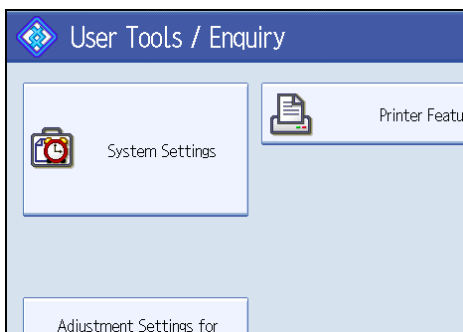 User Tools / Enquiry
System Settings
Printer Featu
Adjustment Settings for